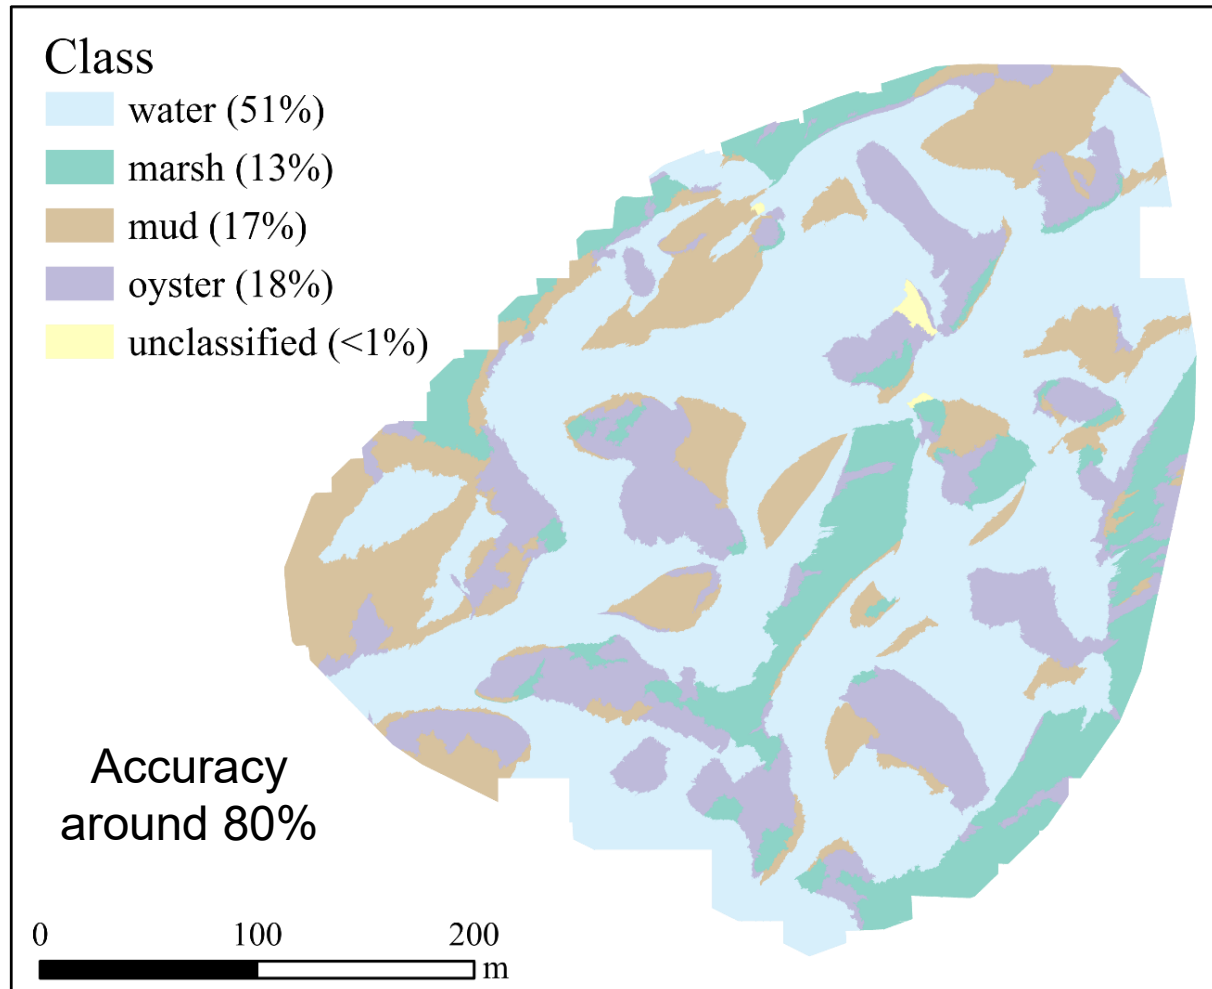 Class
water (51%)
marsh (13%)
mud (17%)
oyster (18%)
unclassified (<1%)
Accuracy
around 80%
0 100 200
m